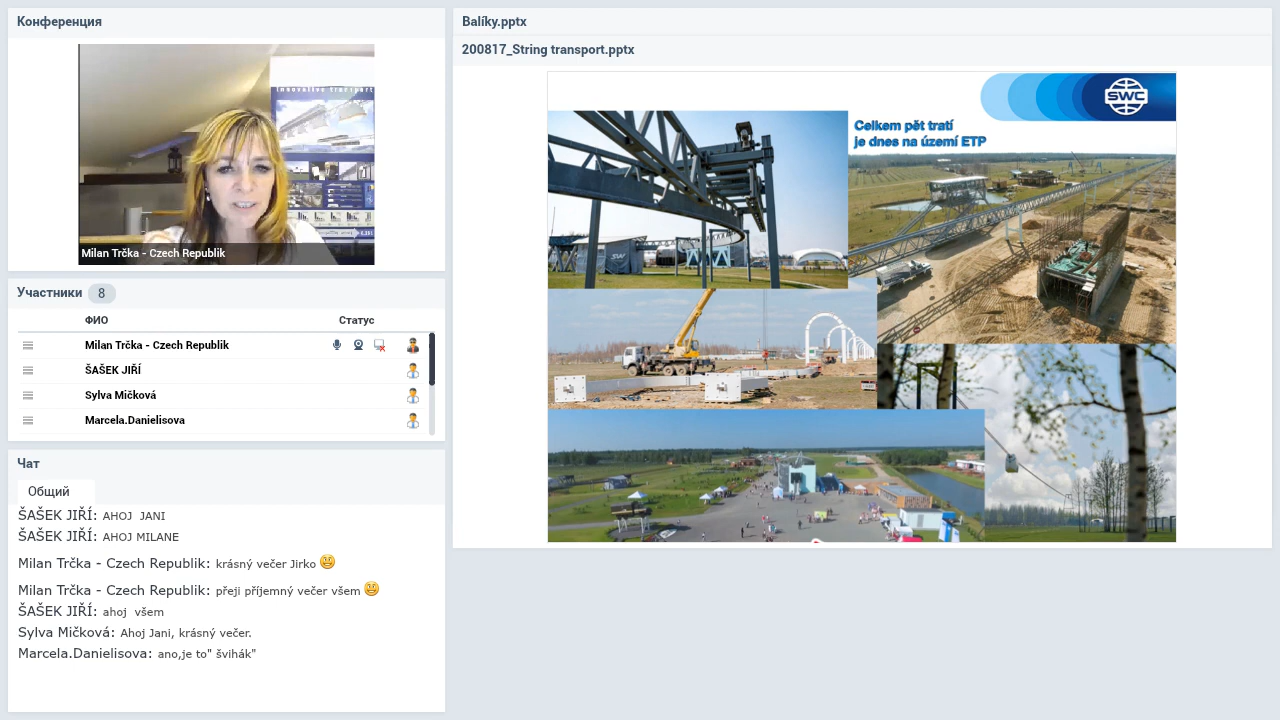 Конференция
Innovative Transport
Milan Trčka - Czech Republik
Участники 8
ФИО Статус
Milan Trčka - Czech Republik
ŠAŠEK JIŘÍ
Sylva Mičková
Marcela.Danielisova
Чат
Общий
ŠAŠEK JIŘÍ: AHOJ  JANI
ŠAŠEK JIŘÍ: AHOJ MILANE
Milan Trčka - Czech Republik: krásný večer Jirko
Milan Trčka - Czech Republik: přeji příjemný večer všem
ŠAŠEK JIŘÍ: ahoj  všem
Sylva Mičková: Ahoj Jani, krásný večer.
Marcela.Danielisova: ano,je to" švihák"
Balíky.pptx
200817_String transport.pptx
SWC
Celkem pět tratí
je dnes na území ETP
SW